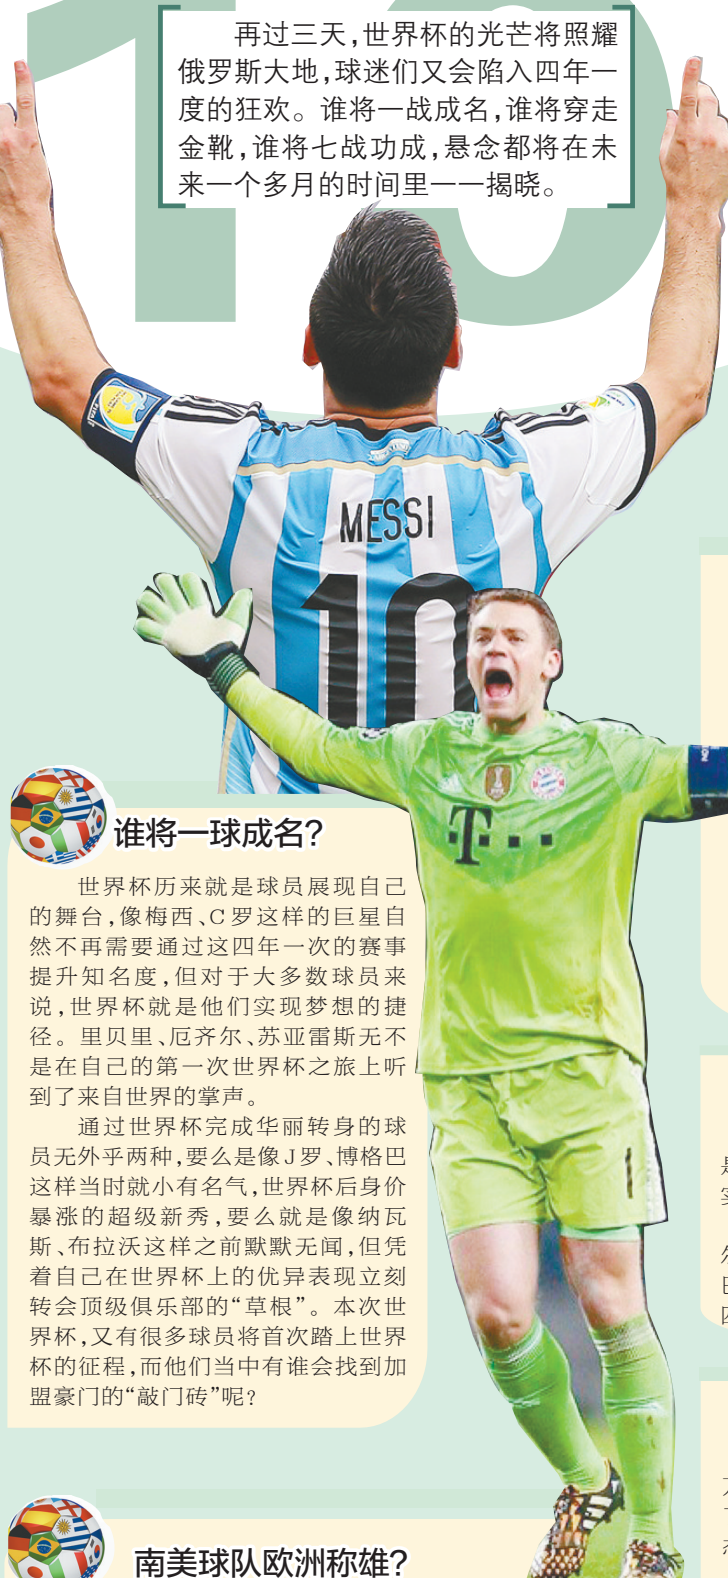 再过三天,世界杯的光芒将照耀
俄罗斯大地,球迷们又会陷入四年一
度的狂欢。谁将一战成名,谁将穿走
金靴,谁将七战功成,悬念都将在未
来一个多月的时间里一一揭晓。
MESSI
10
谁将一球成名?
世界杯历来就是球员展现自己
的舞台,像梅西、C罗这样的巨星自
然不再需要通过这四年一次的赛事
提升知名度,但对于大多数球员来
说,世界杯就是他们实现梦想的捷
径。里贝里、厄齐尔、苏亚雷斯无不
是在自己的第一次世界杯之旅上听
到了来自世界的掌声。
通过世界杯完成华丽转身的球
员无外乎两种,要么是像J罗、博格巴
这样当时就小有名气,世界杯后身价
暴涨的超级新秀,要么就是像纳瓦
斯、布拉沃这样之前默默无闻,但凭
着自己在世界杯上的优异表现立刻
转会顶级俱乐部的“草根”。本次世
界杯,又有很多球员将首次踏上世界
杯的征程,而他们当中有谁会找到加
盟豪门的“敲门砖”呢?
T
1
南美球队欧洲称雄?